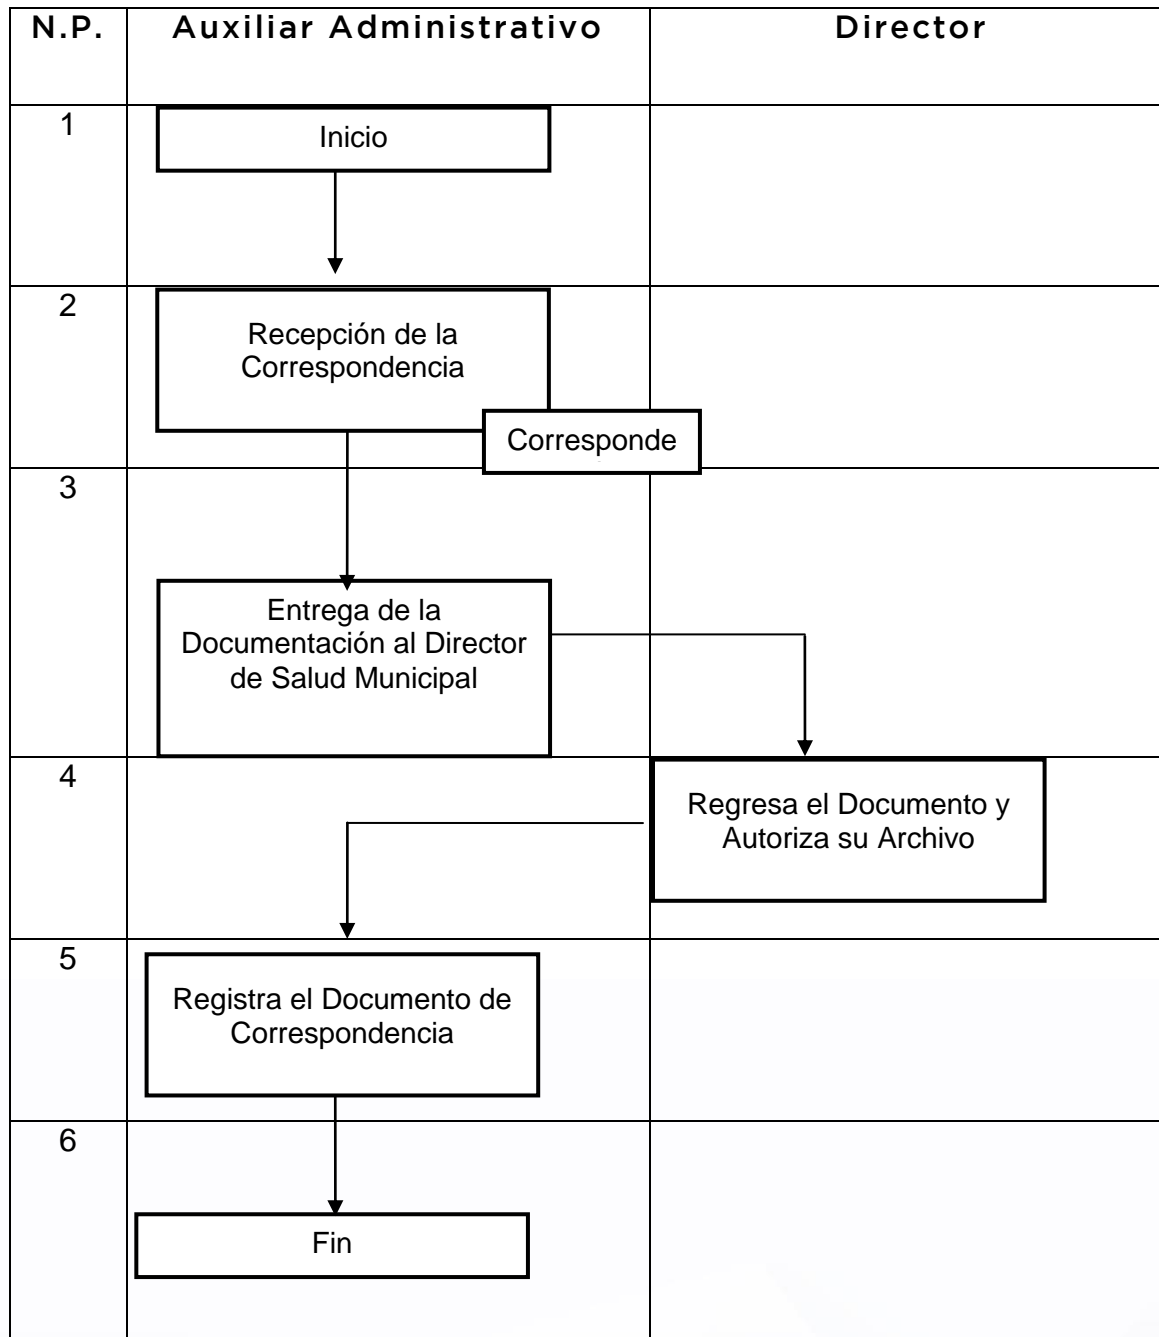 N.P.
Auxiliar Administrativo
Director
1
Inicio
2
Recepción de la
Correspondencia
Corresponde
3
Entrega de la
Documentación al Director
de Salud Municipal
4
Regresa el Documento y
Autoriza su Archivo
5
Registra el Documento de
Correspondencia
6
Fin